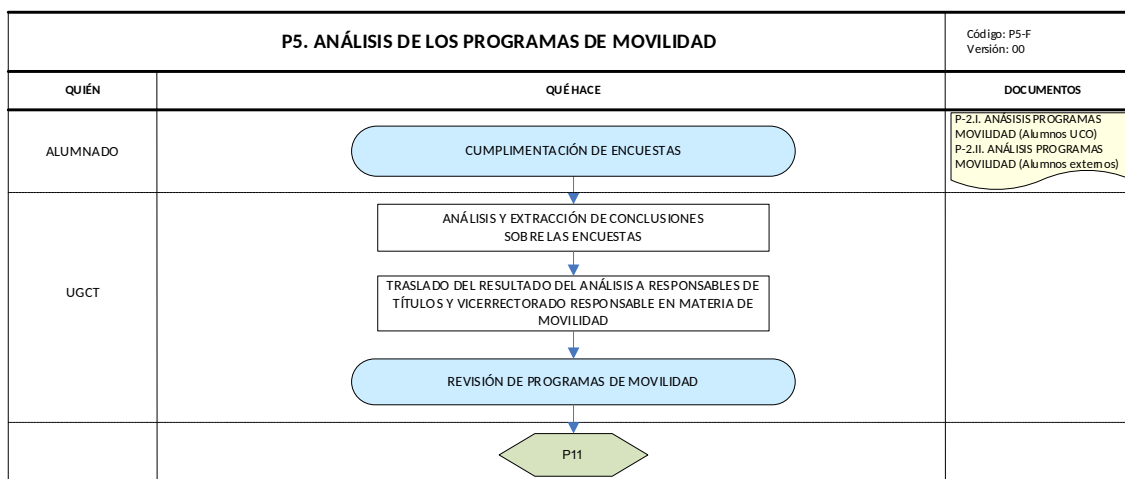 P5. ANÁLISIS DE LOS PROGRAMAS DE MOVILIDAD
Código: P5-F
Versión: 00
QUIÉN
QUÉ HACE
DOCUMENTOS
ALUMNADO
CUMPLIMENTACIÓN DE ENCUESTAS
P-2.I. ANÁSISIS PROGRAMAS
MOVILIDAD (Alumnos UCO)
P-2.II. ANÁLISIS PROGRAMAS
MOVILIDAD (Alumnos externos)
UGCT
ANÁLISIS Y EXTRACCIÓN DE CONCLUSIONES
SOBRE LAS ENCUESTAS
TRASLADO DEL RESULTADO DEL ANÁLISIS A RESPONSABLES DE
TÍTULOS Y VICERRECTORADO RESPONSABLE EN MATERIA DE
MOVILIDAD
REVISIÓN DE PROGRAMAS DE MOVILIDAD
P11